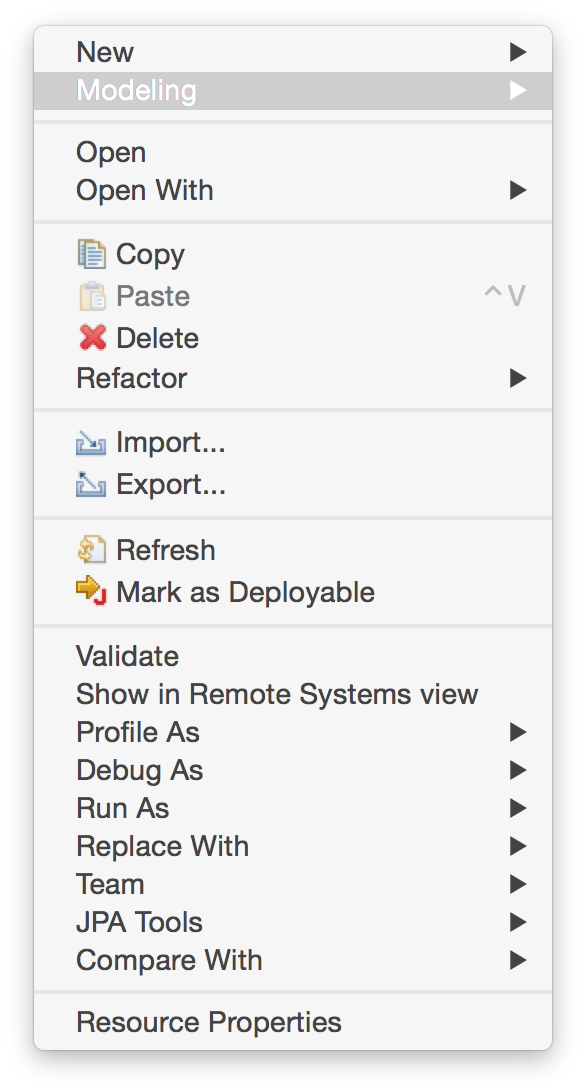 New
Modeling
Open
Open With
Copy
Paste ^ V
Delete
Refactor
Import...
Export...
Refresh
Mark as Deployable
Validate
Show in Remote Systems view
Profile As
Debug As
Run As
Replace With
Team
JPA Tools
Compare With
Resource Properties